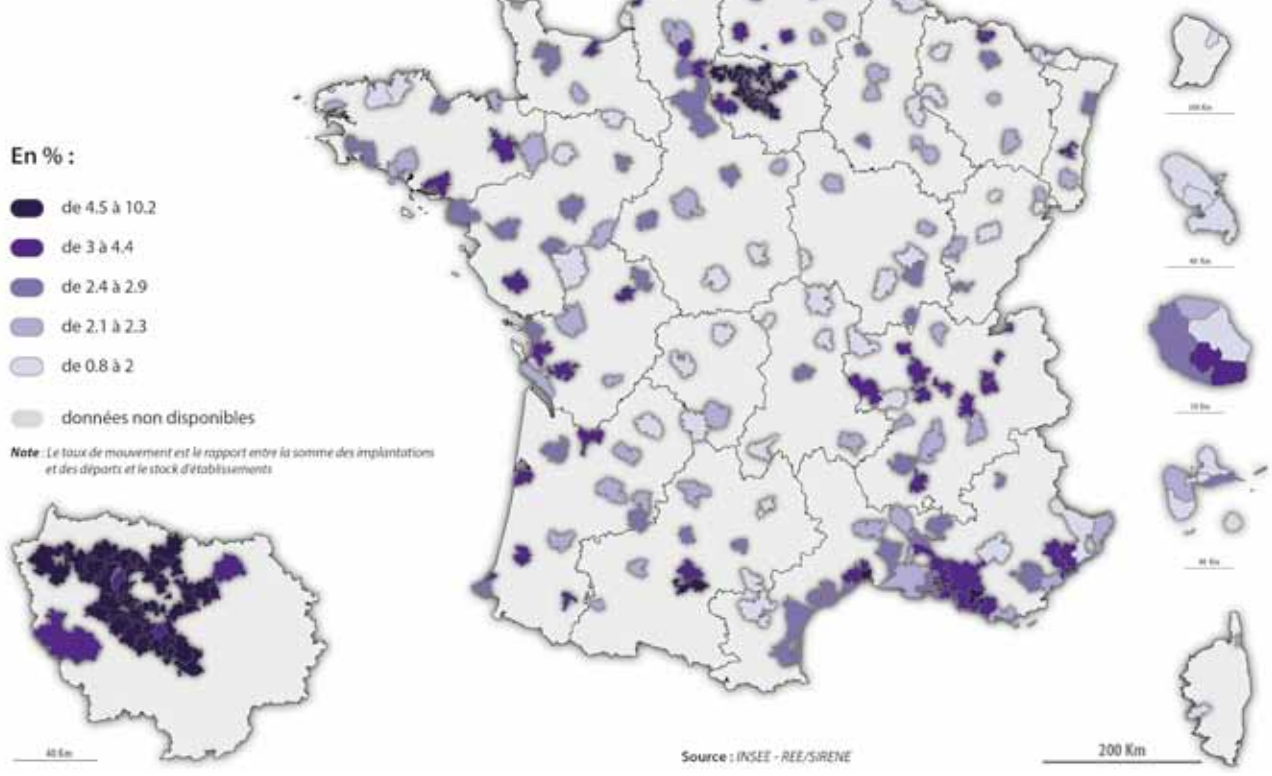 En % :
de 4.5 à 10.2
de 3 à 4.4
de 2.4 à 2.9
de 2.1 à 2.3
de 0.8 à 2
données non disponibles
Note : Le taux de mouvement est le rapport entre la somme des implantations
et des départs et le stock d'établissements
40 Km
Source : INSEE - REE/SIRENE
200 Km